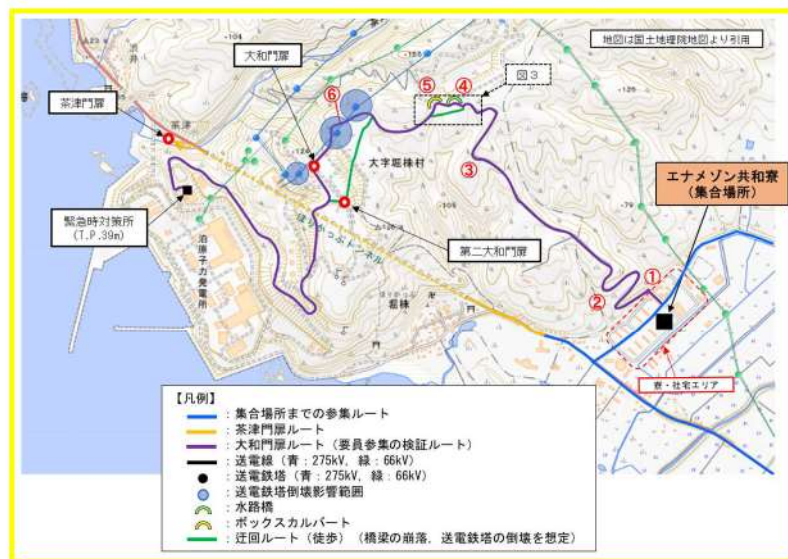 地図は国土地理院地図より引用
大和門扉
図３
茶津門扉
⑤
④
⑥
茶津
大字堀株村
③
エナメゾン共和寮
(集合場所)
緊急時対策所
(T.P.39m)
泊原子力発電所
ほりかっぷトンネル
第二大和門扉
堀株
②
①
寮・社宅エリア
【凡例】
：集合場所までの参集ルート
：茶津門扉ルート
：大和門扉ルート（要員参集の検証ルート）
：送電線（青：275kV，緑：66kV）
：送電鉄塔（青：275kV，緑：66kV）
：送電鉄塔倒壊影響範囲
：水路橋
：ボックスカルバート
：迂回ルート（徒歩）（橋梁の崩落，送電鉄塔の倒壊を想定）